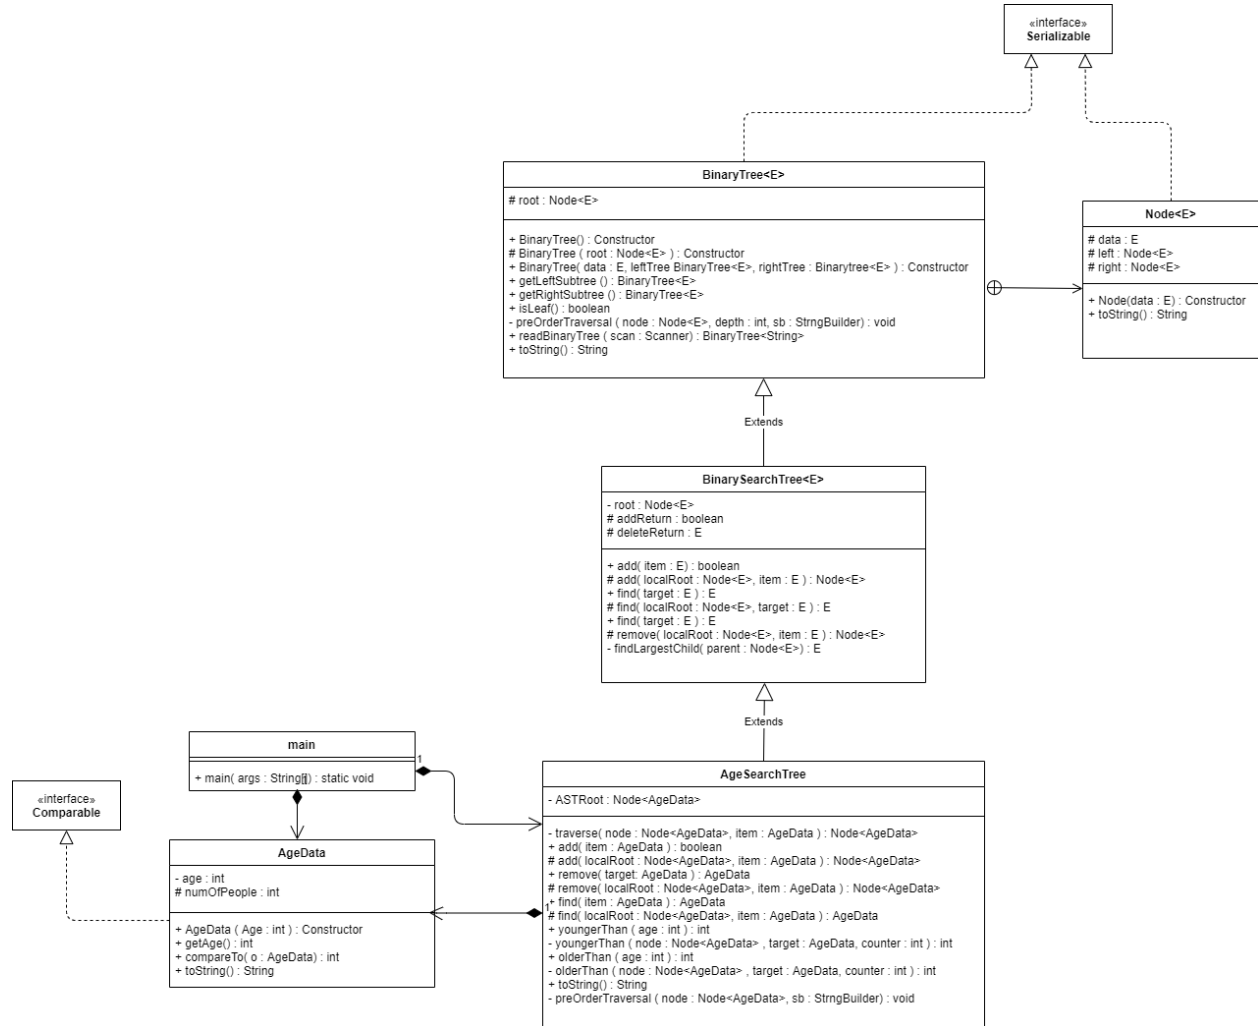 «interface»
Serializable
BinaryTree<E>
# root : Node<E>
+ BinaryTree() : Constructor
# BinaryTree ( root : Node<E> ) : Constructor
+ BinaryTree( data : E, leftTree BinaryTree<E>, rightTree : Binarytree<E> ) : Constructor
+ getLeftSubtree () : BinaryTree<E>
+ getRightSubtree () : BinaryTree<E>
+ isLeaf() : boolean
- preOrderTraversal ( node : Node<E>, depth : int, sb : StrngBuilder) : void
+ readBinaryTree ( scan : Scanner) : BinaryTree<String>
+ toString() : String
Node<E>
# data : E
# left : Node<E>
# right : Node<E>
+ Node(data : E) : Constructor
+ toString() : String
Extends
BinarySearchTree<E>
- root : Node<E>
# addReturn : boolean
# deleteReturn : E
+ add( item : E) : boolean
# add( localRoot : Node<E>, item : E ) : Node<E>
+ find( target : E ) : E
# find( localRoot : Node<E>, target : E ) : E
+ find( target : E ) : E
# remove( localRoot : Node<E>, item : E ) : Node<E>
- findLargestChild( parent : Node<E>) : E
Extends
main
+ main( args : String[]) : static void
1
«interface»
Comparable
AgeData
- age : int
# numOfPeople : int
+ AgeData ( Age : int ) : Constructor
+ getAge() : int
+ compareTo( o : AgeData) : int
+ toString() : String
AgeSearchTree
- ASTRoot : Node<AgeData>
- traverse( node : Node<AgeData>, item : AgeData ) : Node<AgeData>
+ add( item : AgeData ) : boolean
# add( localRoot : Node<AgeData>, item : AgeData ) : Node<AgeData>
+ remove( target: AgeData ) : AgeData
# remove( localRoot : Node<AgeData>, item : AgeData ) : Node<AgeData>
+ find( item : AgeData ) : AgeData
1
# find( localRoot : Node<AgeData>, item : AgeData ) : AgeData
+ youngerThan ( age : int ) : int
- youngerThan ( node : Node<AgeData> , target : AgeData, counter : int ) : int
+ olderThan ( age : int ) : int
- olderThan ( node : Node<AgeData> , target : AgeData, counter : int ) : int
+ toString() : String
- preOrderTraversal ( node : Node<AgeData>, sb : StrngBuilder) : void